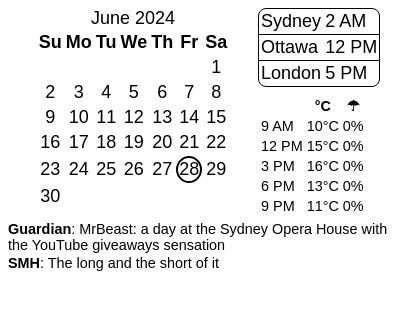 June 2024
Su Mo Tu We Th Fr Sa
1
2 3 4 5 6 7 8
9 10 11 12 13 14 15
16 17 18 19 20 21 22
23 24 25 26 27 28 29
30
Sydney 2 AM
Ottawa 12 PM
London 5 PM
°C ☂
9 AM 10°C 0%
12 PM 15°C 0%
3 PM 16°C 0%
6 PM 13°C 0%
9 PM 11°C 0%
Guardian: MrBeast: a day at the Sydney Opera House with
the YouTube giveaways sensation
SMH: The long and the short of it